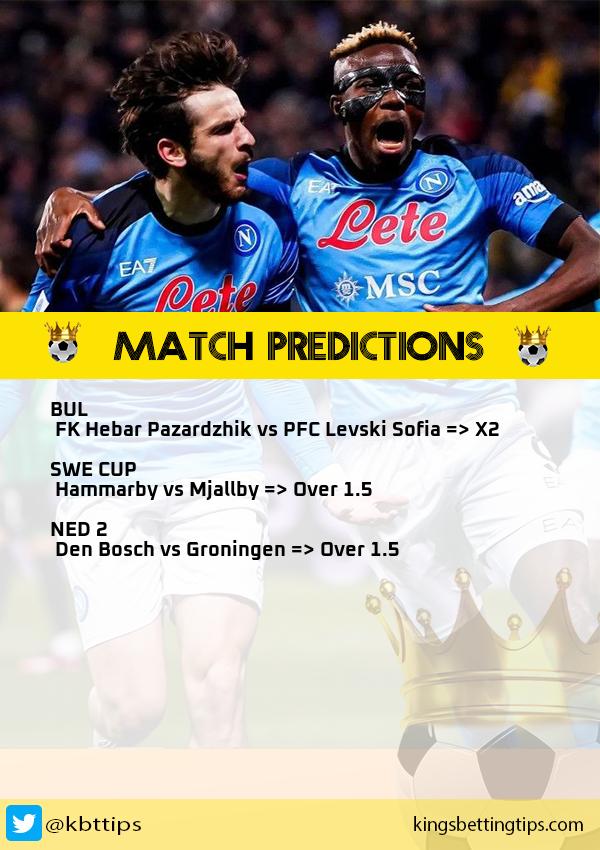 EA7
N
Lete
EA7
N
Lete
MSC
MATCH PREDICTIONS
BUL
FK Hebar Pazardzhik vs PFC Levski Sofia => X2
SWE CUP
Hammarby vs Mjallby => Over 1.5
NED 2
Den Bosch vs Groningen => Over 1.5
@kbttips
kingsbettingtips.com